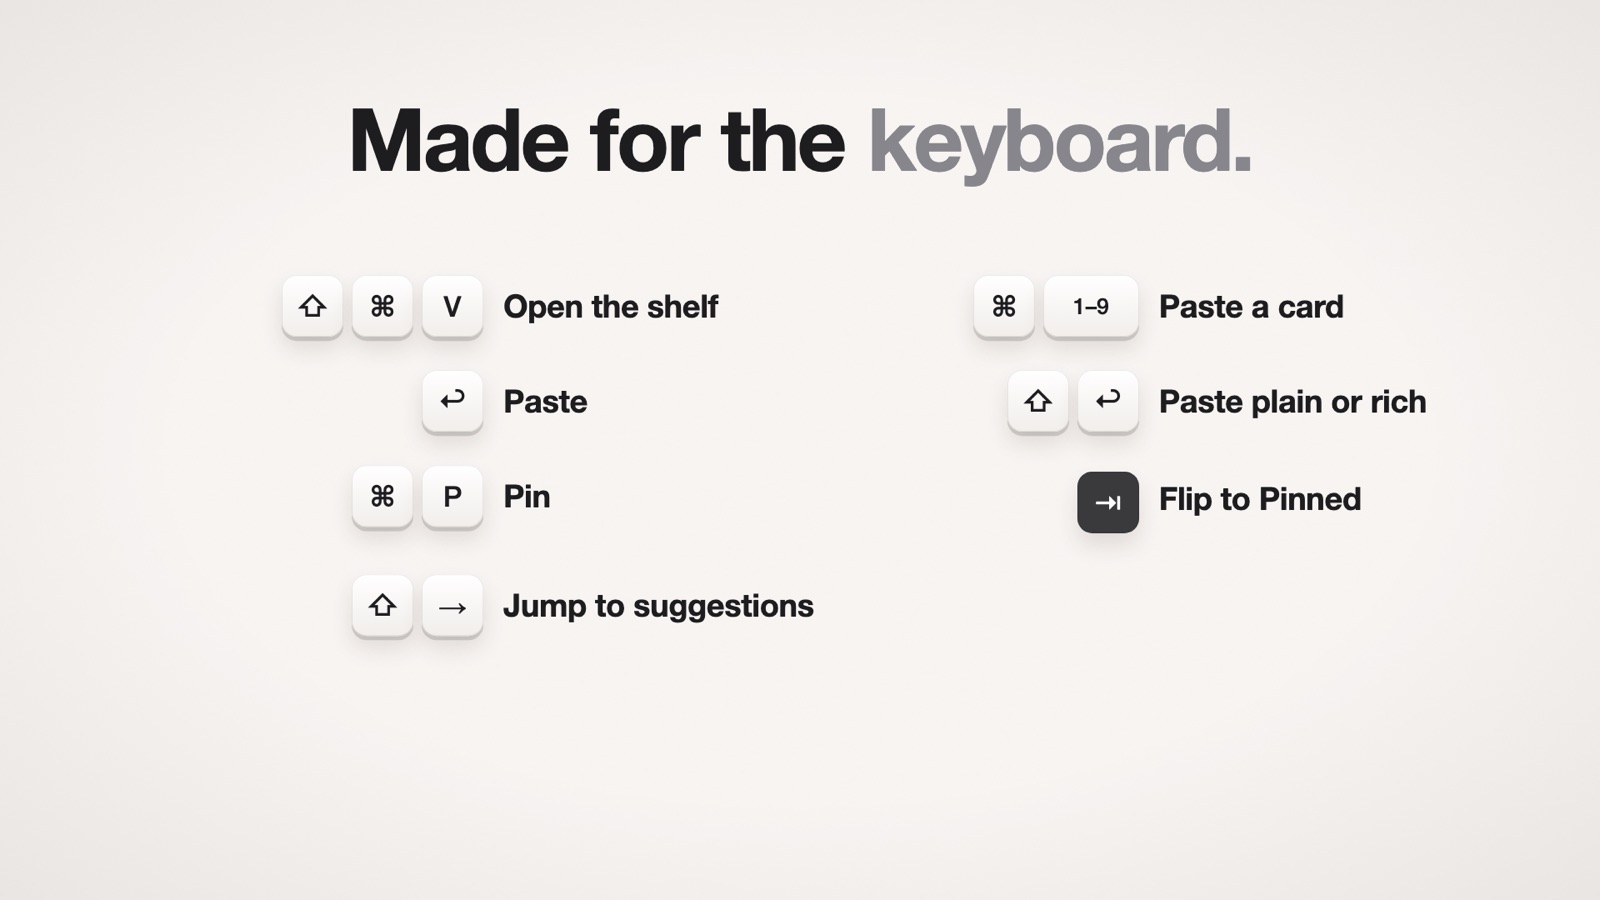 Made for the keyboard.
⇧ ⌘ V Open the shelf
↩ Paste
⌘ P Pin
⇧ → Jump to suggestions
⌘ 1–9 Paste a card
⇧ ↩ Paste plain or rich
⇥ Flip to Pinned